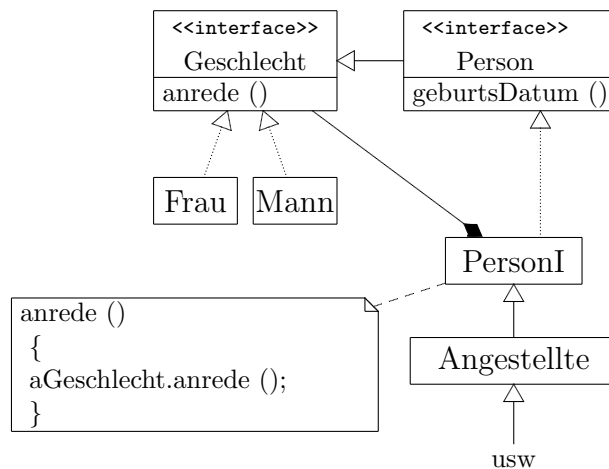 <<interface>>
Geschlecht
anrede ()
<<interface>>
Person
geburtsDatum ()
Frau
Mann
PersonI
anrede ()
{
aGeschlecht.anrede ();
}
Angestellte
usw